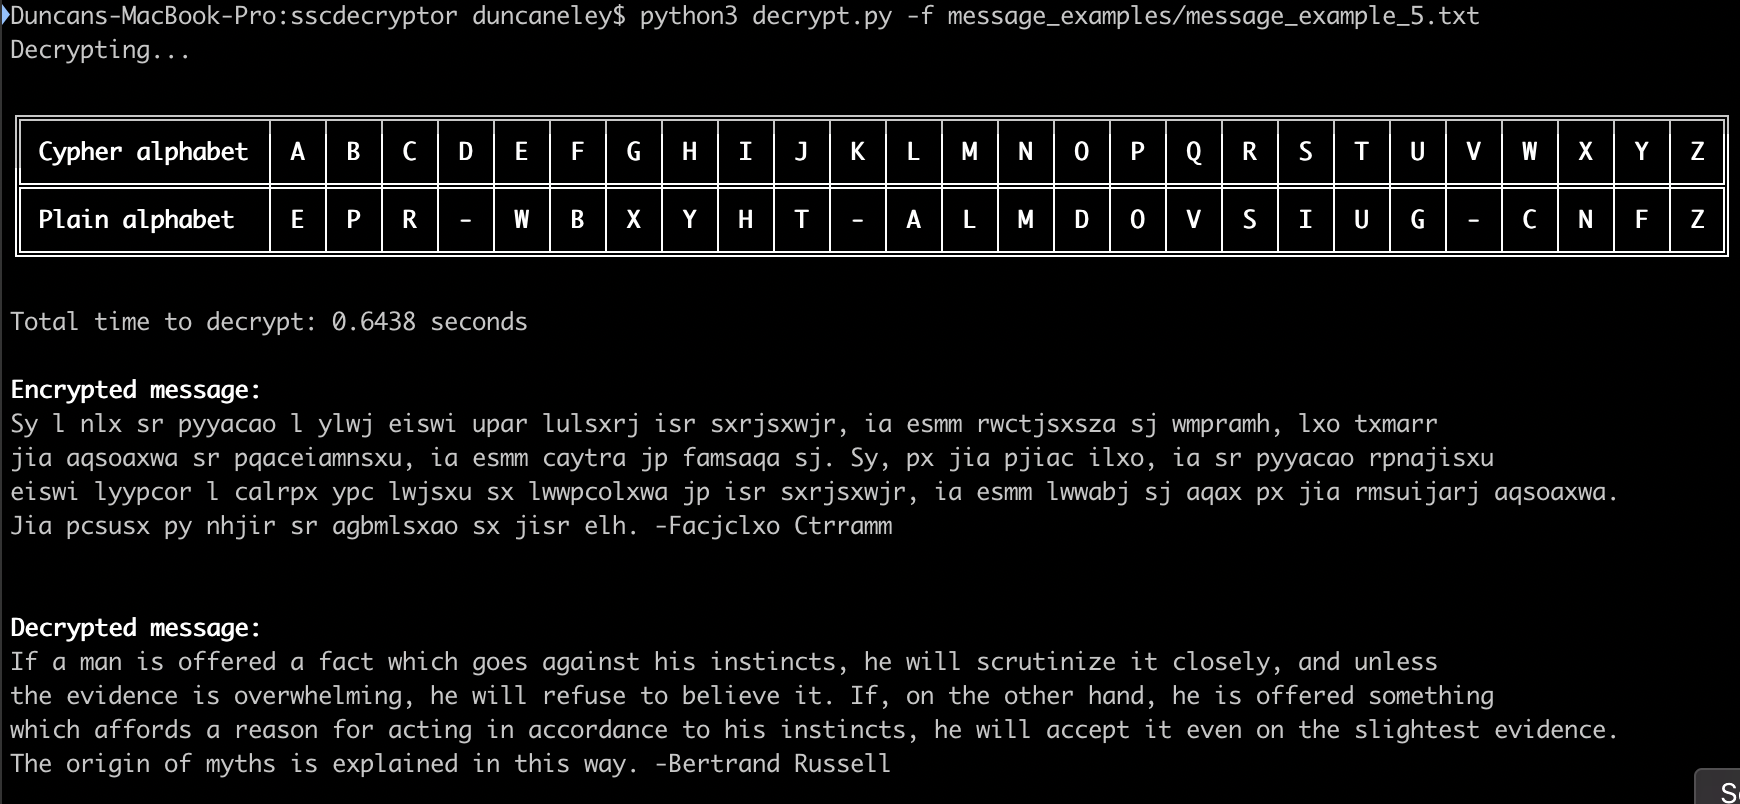 Duncans-MacBook-Pro:sscdecryptor duncaneley$ python3 decrypt.py -f message_examples/message_example_5.txt
Decrypting...
Cypher alphabet A B C D E F G H I J K L M N O P Q R S T U V W X Y Z
Plain alphabet E P R - W B X Y H T - A L M D O V S I U G - C N F Z
Total time to decrypt: 0.6438 seconds
Encrypted message:
Sy l nlx sr pyyacao l ylwj eiswi upar lulsxrj isr sxrjsxwjr, ia esmm rwctjsxsza sj wmpramh, lxo txmarr
jia aqsoaxwa sr pqaceiamnsxu, ia esmm caytra jp famsaqa sj. Sy, px jia pjiac ilxo, ia sr pyyacao rpnajisxu
eiswi lyypcor l calrpx ypc lwjsxu sx lwwpcolxwa jp isr sxrjsxwjr, ia esmm lwwabj sj aqax px jia rmsuijarj aqsoaxwa.
Jia pcsusx py nhjir sr agbmlsxao sx jisr elh. -Facjclxo Ctrramm
Decrypted message:
If a man is offered a fact which goes against his instincts, he will scrutinize it closely, and unless
the evidence is overwhelming, he will refuse to believe it. If, on the other hand, he is offered something
which affords a reason for acting in accordance to his instincts, he will accept it even on the slightest evidence.
The origin of myths is explained in this way. -Bertrand Russell